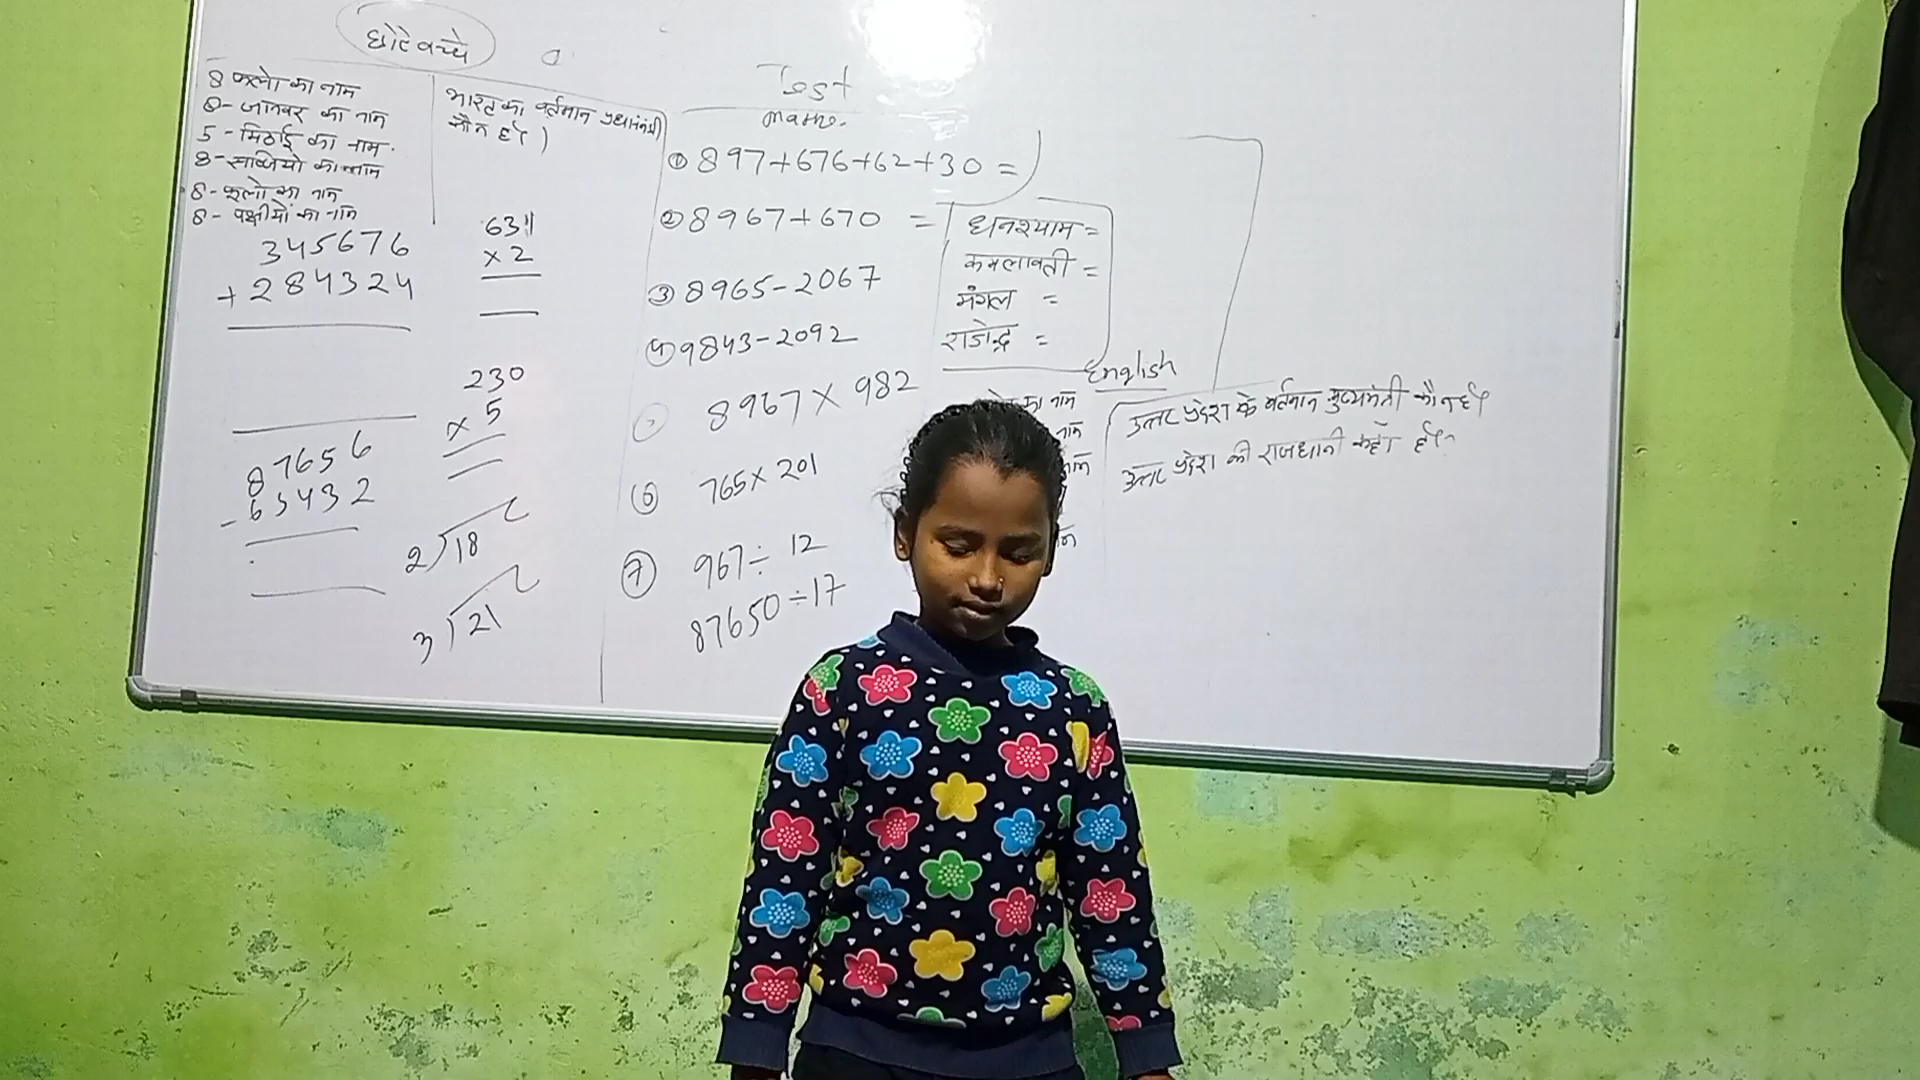 छोटे बच्चे
8 फलो का नाम
8- जानवर का नाम
5 - मिठाई का नाम.
8- सब्जियो का नाम
8- फूलो का नाम
8- पक्षीयों का नाम
345676
+ 284324
87656
- 65432
भारत का वर्तमान प्रधानमंत्री
कौन है।
6311
x 2
230
x 5
2)18
3)21
Test
maths.
① 897+676+62+30 =
② 8967+670 =
③ 8965-2067
④ 9843-2092
8967 x 982
⑥ 765x 201
⑦ 967÷ 12
87650÷17
घनश्याम =
कमलावती =
मंगल =
राजेन्द्र =
English
का नाम
नाम
उत्तर प्रदेश के वर्तमान मुख्यमंत्री कौन है।
उत्तर प्रदेश की राजधानी कहाँ है।